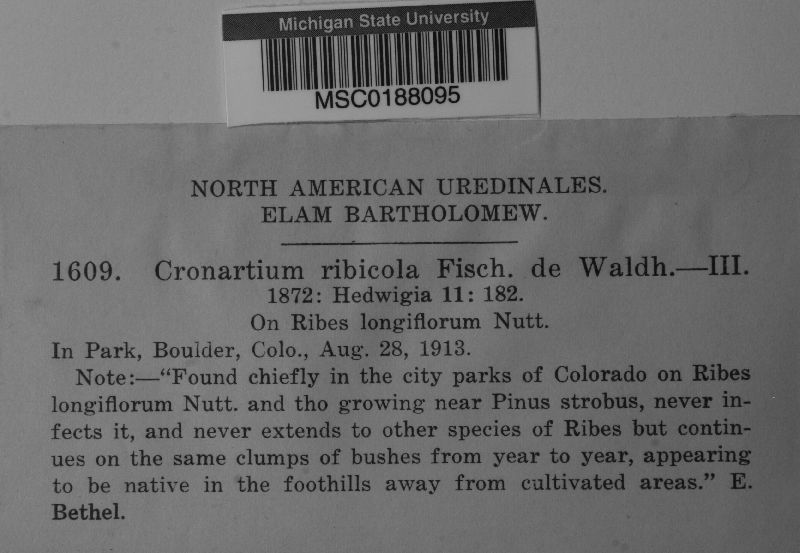 Michigan State University
MSC0188095
NORTH AMERICAN UREDINALES.
ELAM BARTHOLOMEW.
1609. Cronartium ribicola Fisch. de Waldh.—III.
1872: Hedwigia 11: 182.
On Ribes longiflorum Nutt.
In Park, Boulder, Colo., Aug. 28, 1913.
Note:—“Found chiefly in the city parks of Colorado on Ribes
longiflorum Nutt. and tho growing near Pinus strobus, never in-
fects it, and never extends to other species of Ribes but contin-
ues on the same clumps of bushes from year to year, appearing
to be native in the foothills away from cultivated areas.” E.
Bethel.